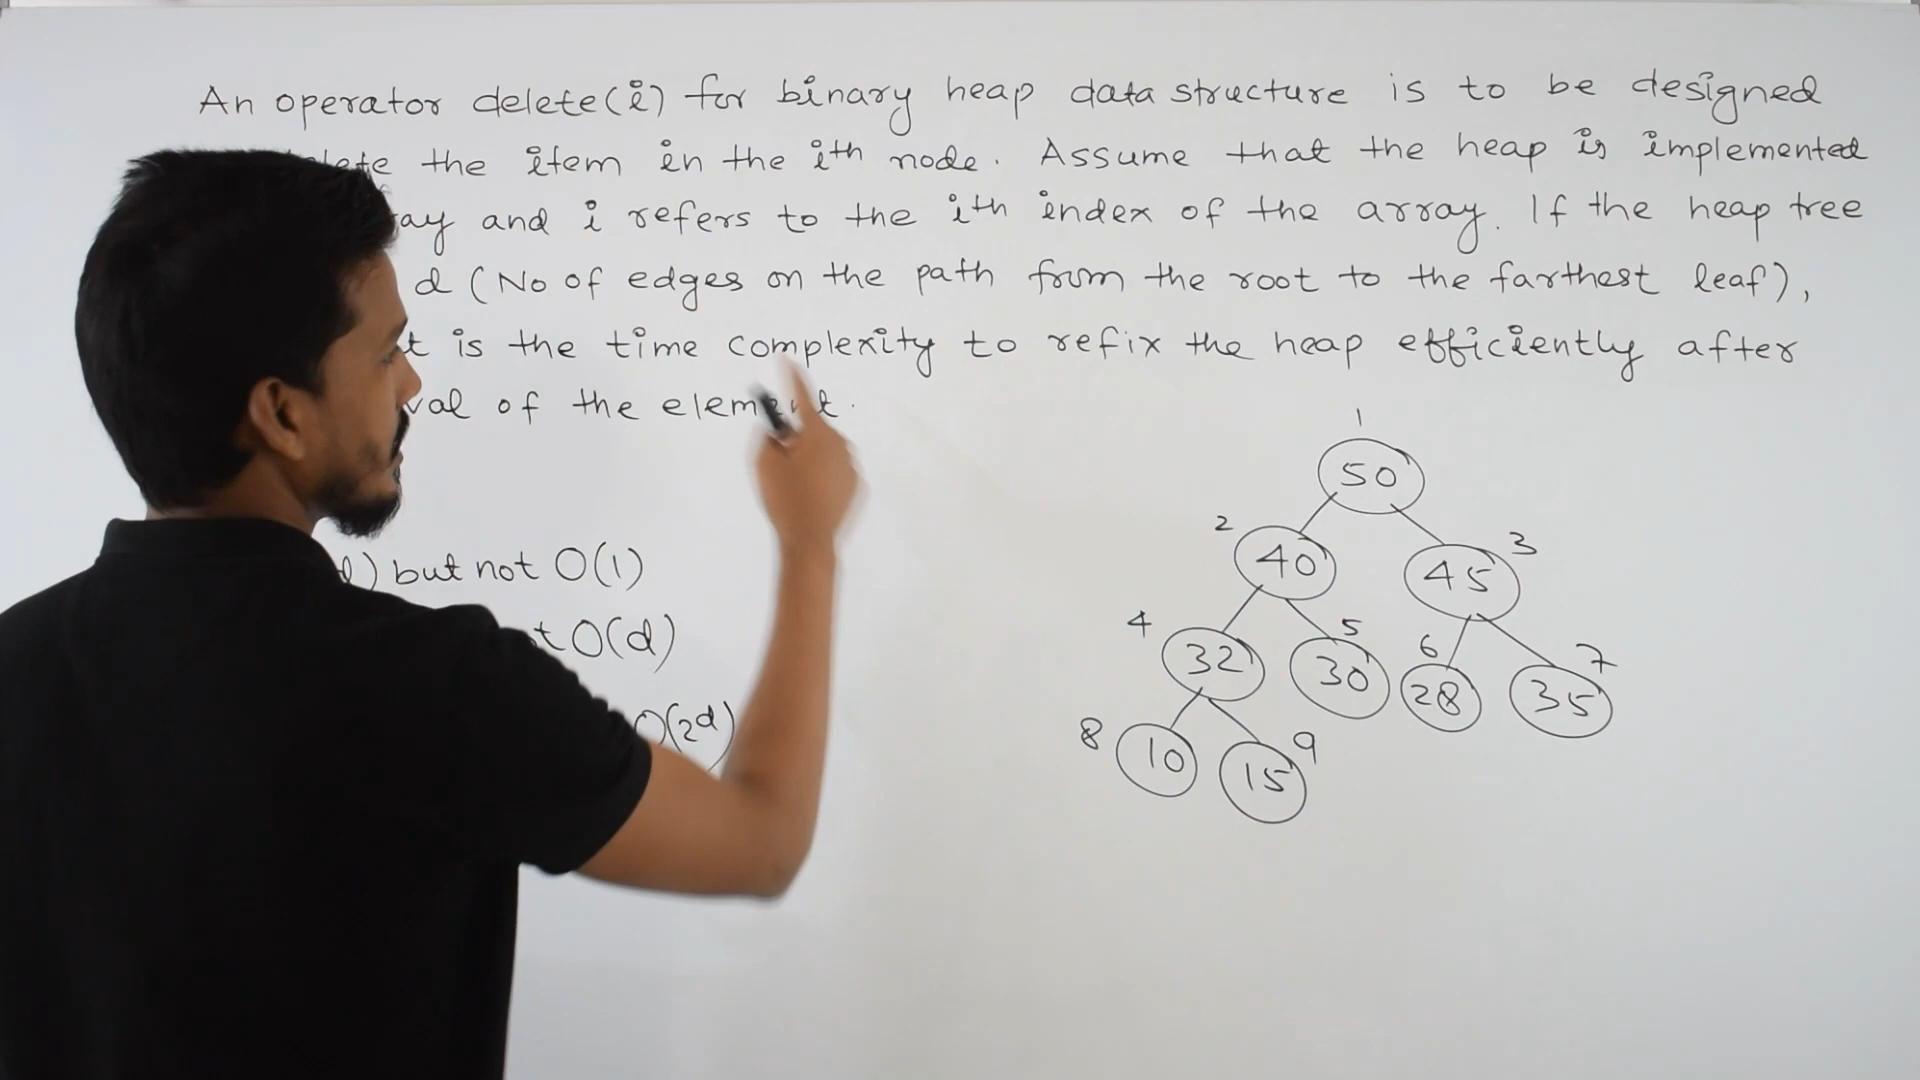 An operator delete(i) for binary heap data structure is to be designed
the item in the ith node. Assume that the heap is implemented
and i refers to the ith index of the array. If the heap tree
d (No of edges on the path from the root to the farthest leaf),
is the time complexity to refix the heap efficiently after
of the element.
1
50
2
40
45
3
but not O(1)
O(d)
O(2^d)
4
32
5
30
6
28
7
35
8
10
9
15